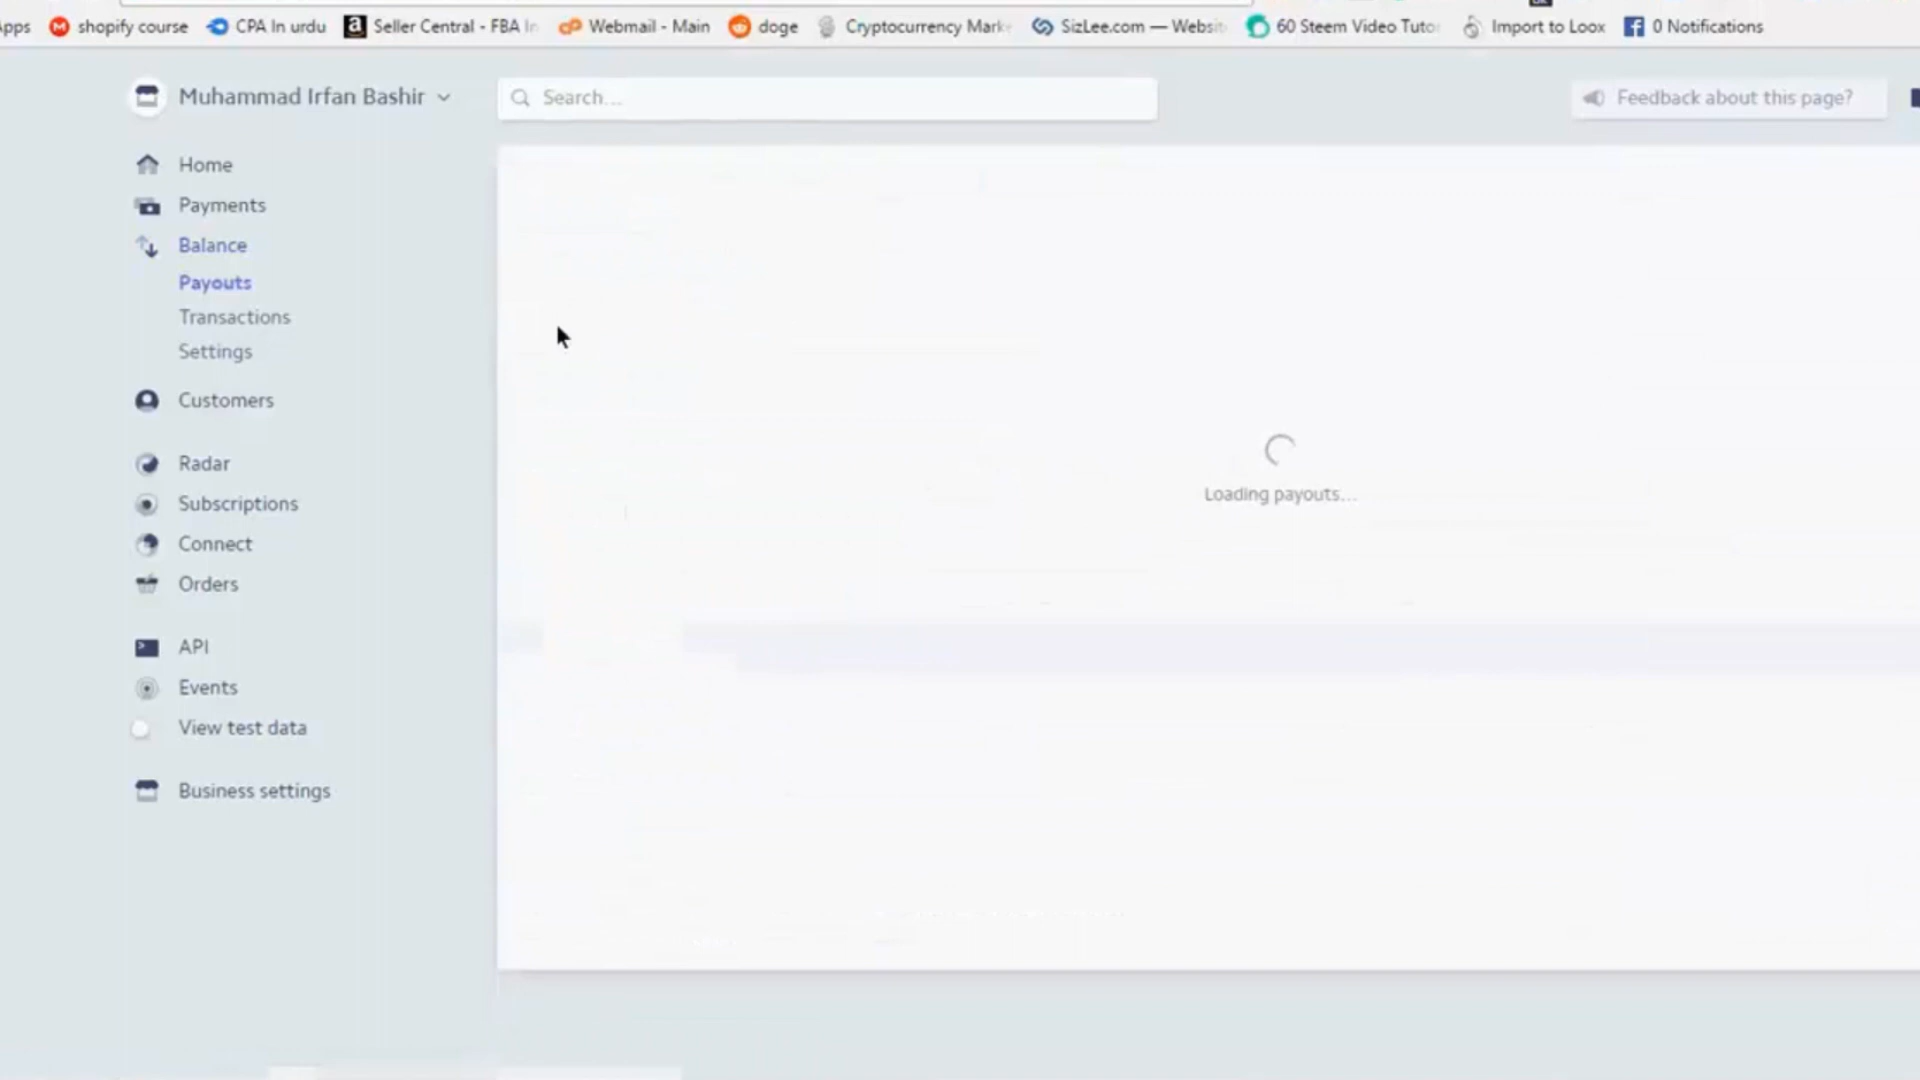 shopify course CPA In urdu Seller Central - FBA In Webmail - Main doge Cryptocurrency Mark SizLee.com — Websit 60 Steem Video Tuto Import to Loox 0 Notifications
Muhammad Irfan Bashir Search... Feedback about this page?
Home
Payments
Balance
Payouts
Transactions
Settings
Customers
Radar
Subscriptions
Connect
Orders
API
Events
View test data
Business settings
Loading payouts...